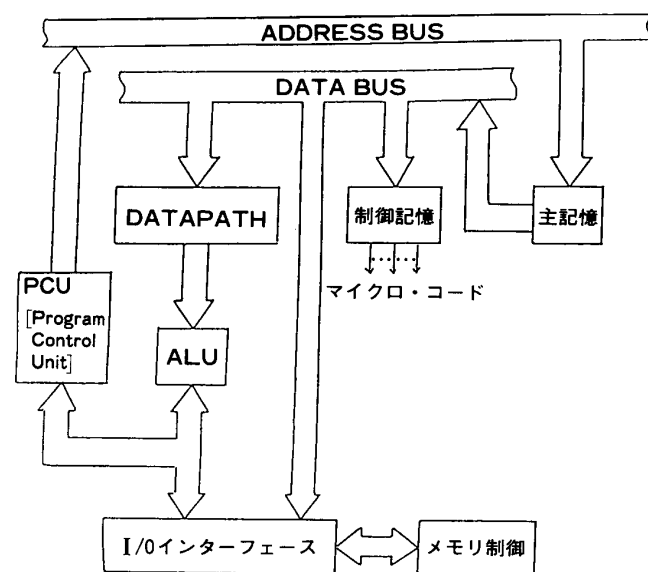 ADDRESS BUS
DATA BUS
DATAPATH
制御記憶
主記憶
マイクロ・コード
PCU
[Program
Control
Unit]
ALU
I/Oインターフェース
メモリ制御